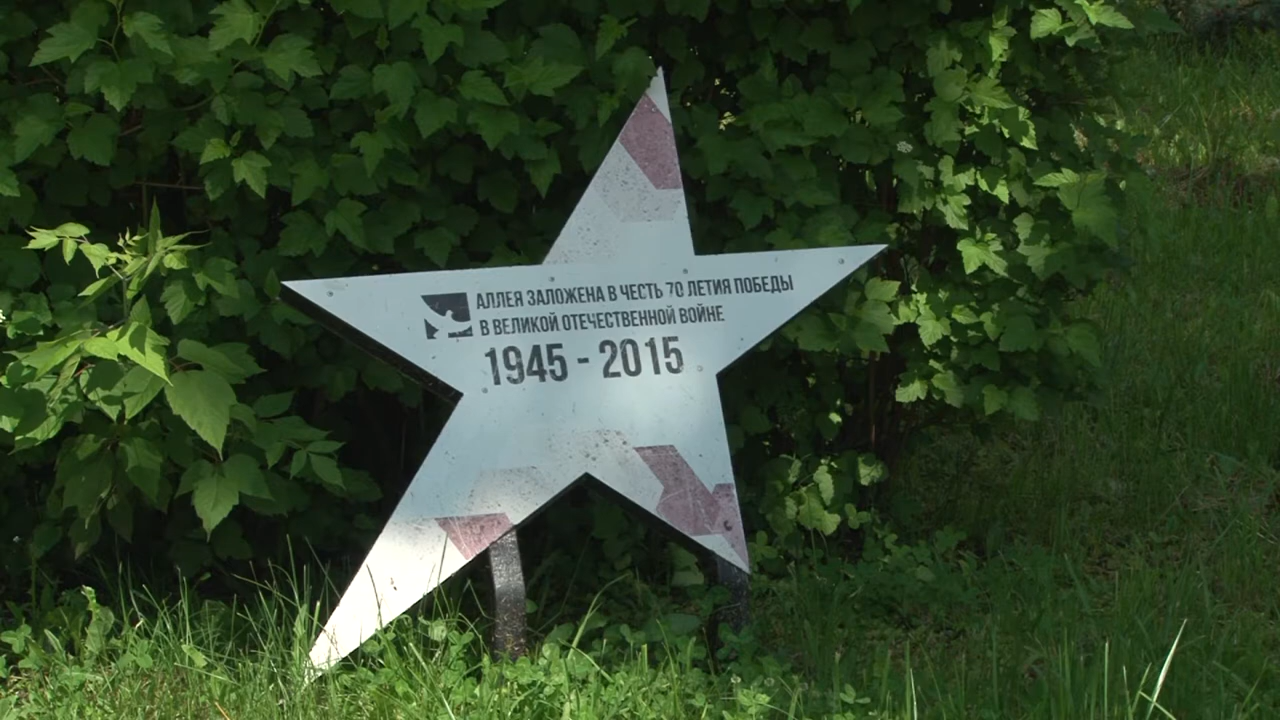 АЛЛЕЯ ЗАЛОЖЕНА В ЧЕСТЬ 70 ЛЕТИЯ ПОБЕДЫ
В ВЕЛИКОЙ ОТЕЧЕСТВЕННОЙ ВОЙНЕ
1945 - 2015